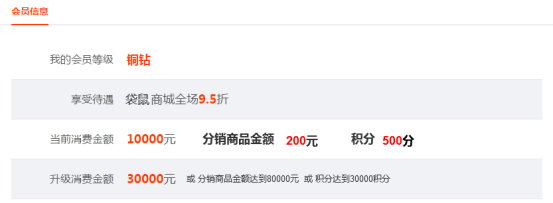 会员信息
我的会员等级 铜钻
享受待遇 袋鼠商城全场9.5折
当前消费金额 10000元 分销商品金额 200元 积分 500分
升级消费金额 30000元 或 分销商品金额达到80000元 或 积分达到30000积分